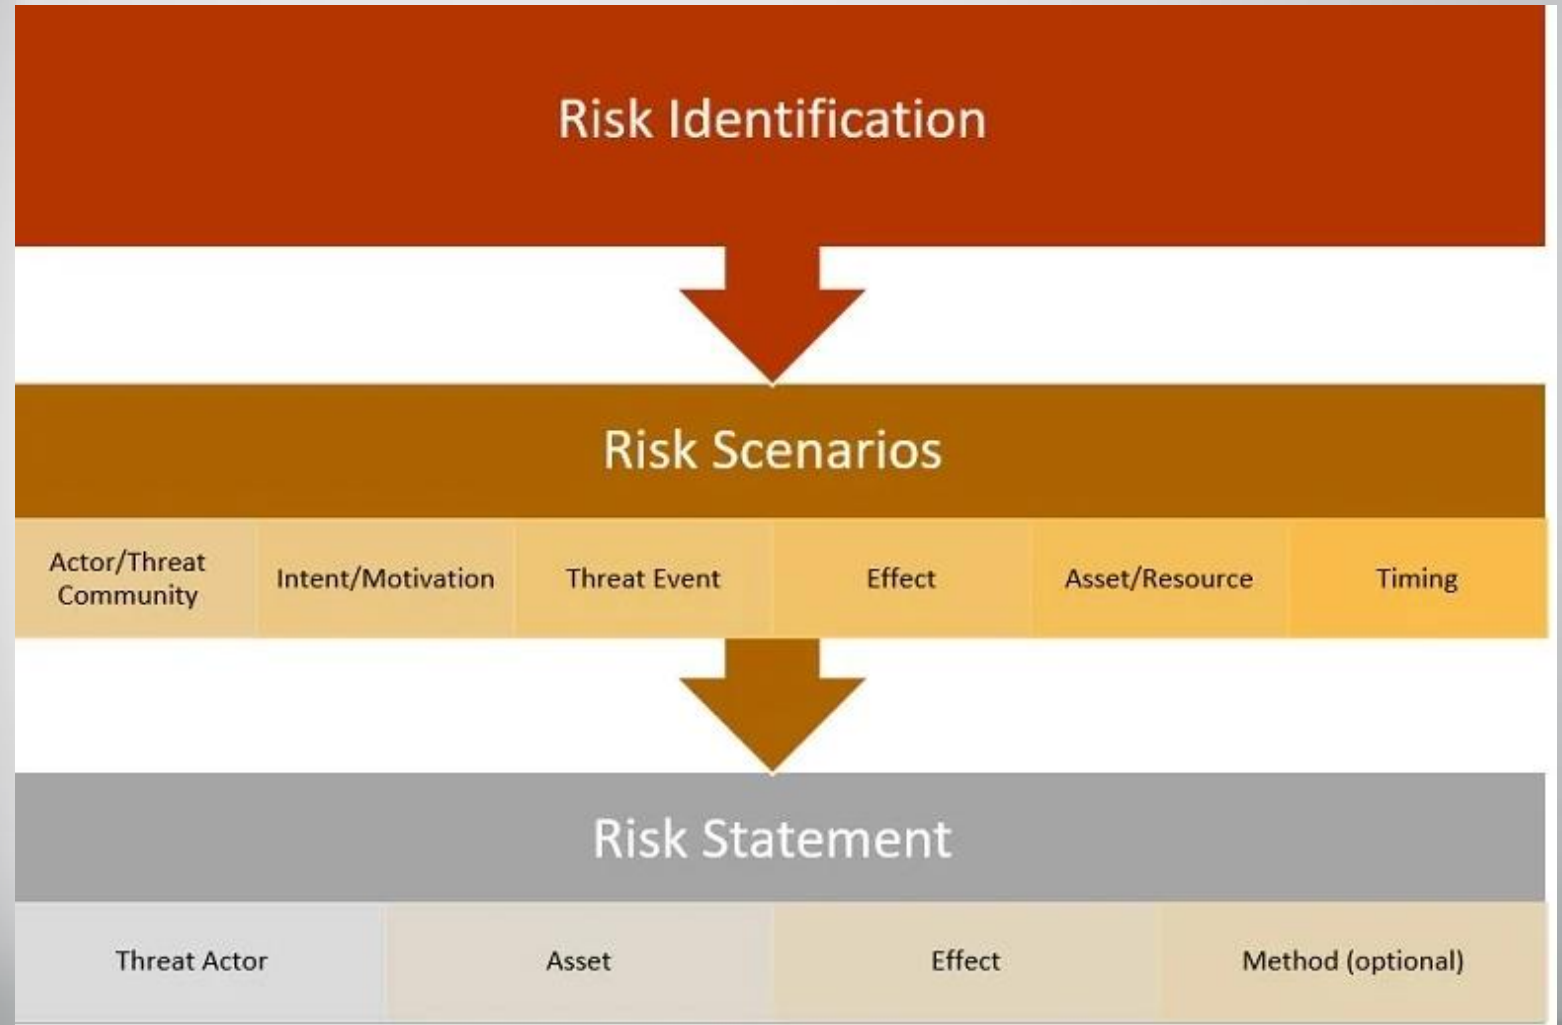 Risk Identification
Risk Scenarios
Actor/Threat
Community
Intent/Motivation
Threat Event
Effect
Asset/Resource
Timing
Risk Statement
Threat Actor
Asset
Effect
Method (optional)